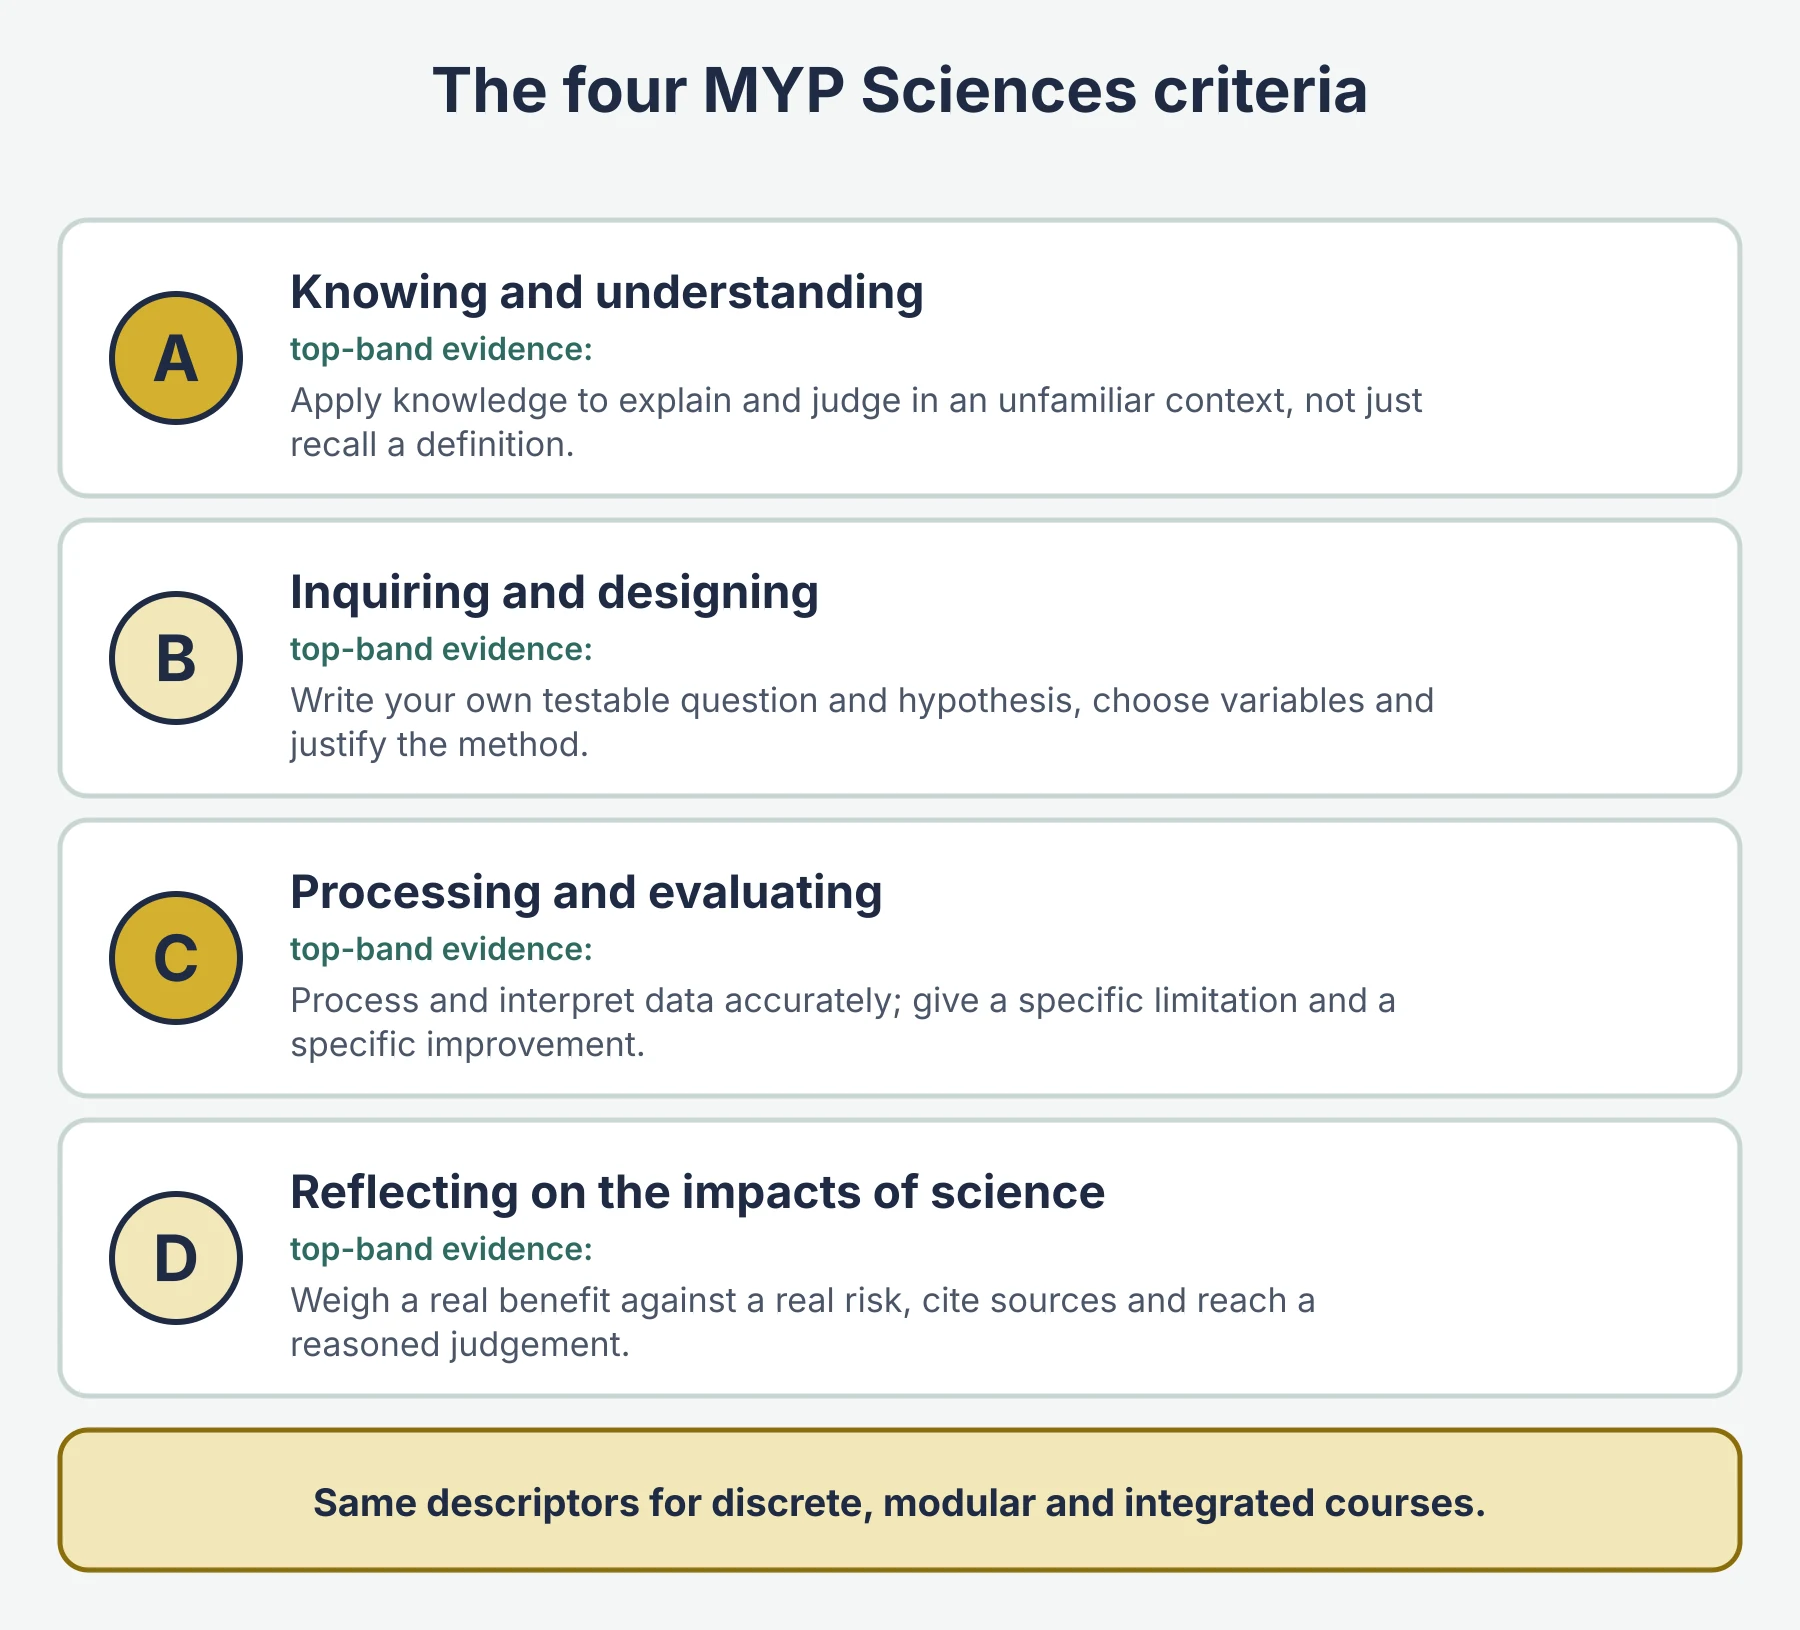 The four MYP Sciences criteria
A
Knowing and understanding
top-band evidence:
Apply knowledge to explain and judge in an unfamiliar context, not just
recall a definition.
B
Inquiring and designing
top-band evidence:
Write your own testable question and hypothesis, choose variables and
justify the method.
C
Processing and evaluating
top-band evidence:
Process and interpret data accurately; give a specific limitation and a
specific improvement.
D
Reflecting on the impacts of science
top-band evidence:
Weigh a real benefit against a real risk, cite sources and reach a
reasoned judgement.
Same descriptors for discrete, modular and integrated courses.